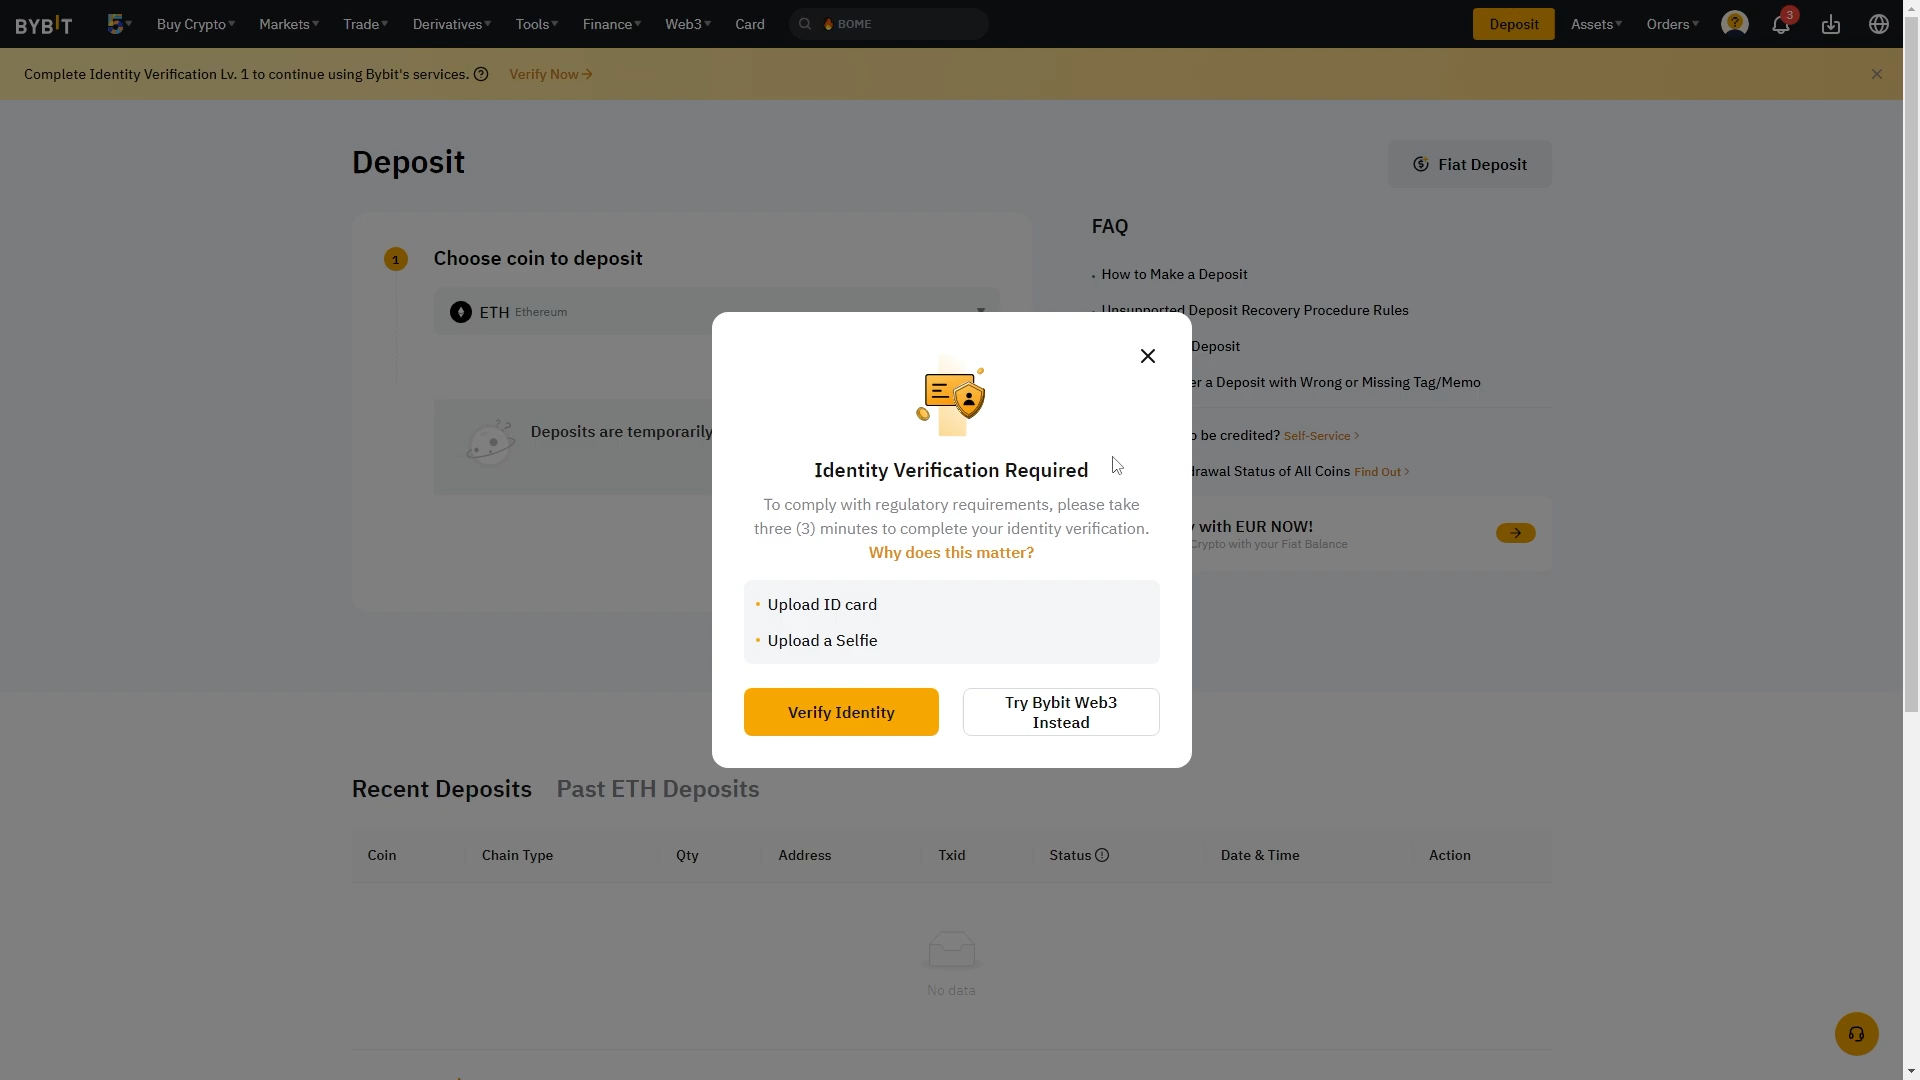 BYBIT
Buy Crypto
Markets
Trade
Derivatives
Tools
Finance
Web3
Card
BOME
Deposit
Assets
Orders
3
Complete Identity Verification Lv. 1 to continue using Bybit's services.
Verify Now
Deposit
Fiat Deposit
1
Choose coin to deposit
ETH Ethereum
Deposits are temporarily
FAQ
How to Make a Deposit
Unsupported Deposit Recovery Procedure Rules
Deposit
a Deposit with Wrong or Missing Tag/Memo
be credited? Self-Service
Status of All Coins Find Out
with EUR NOW!
Crypto with your Fiat Balance
Identity Verification Required
To comply with regulatory requirements, please take
three (3) minutes to complete your identity verification.
Why does this matter?
• Upload ID card
• Upload a Selfie
Verify Identity
Try Bybit Web3
Instead
Recent Deposits
Past ETH Deposits
Coin
Chain Type
Qty
Address
Txid
Status
Date & Time
Action
No data